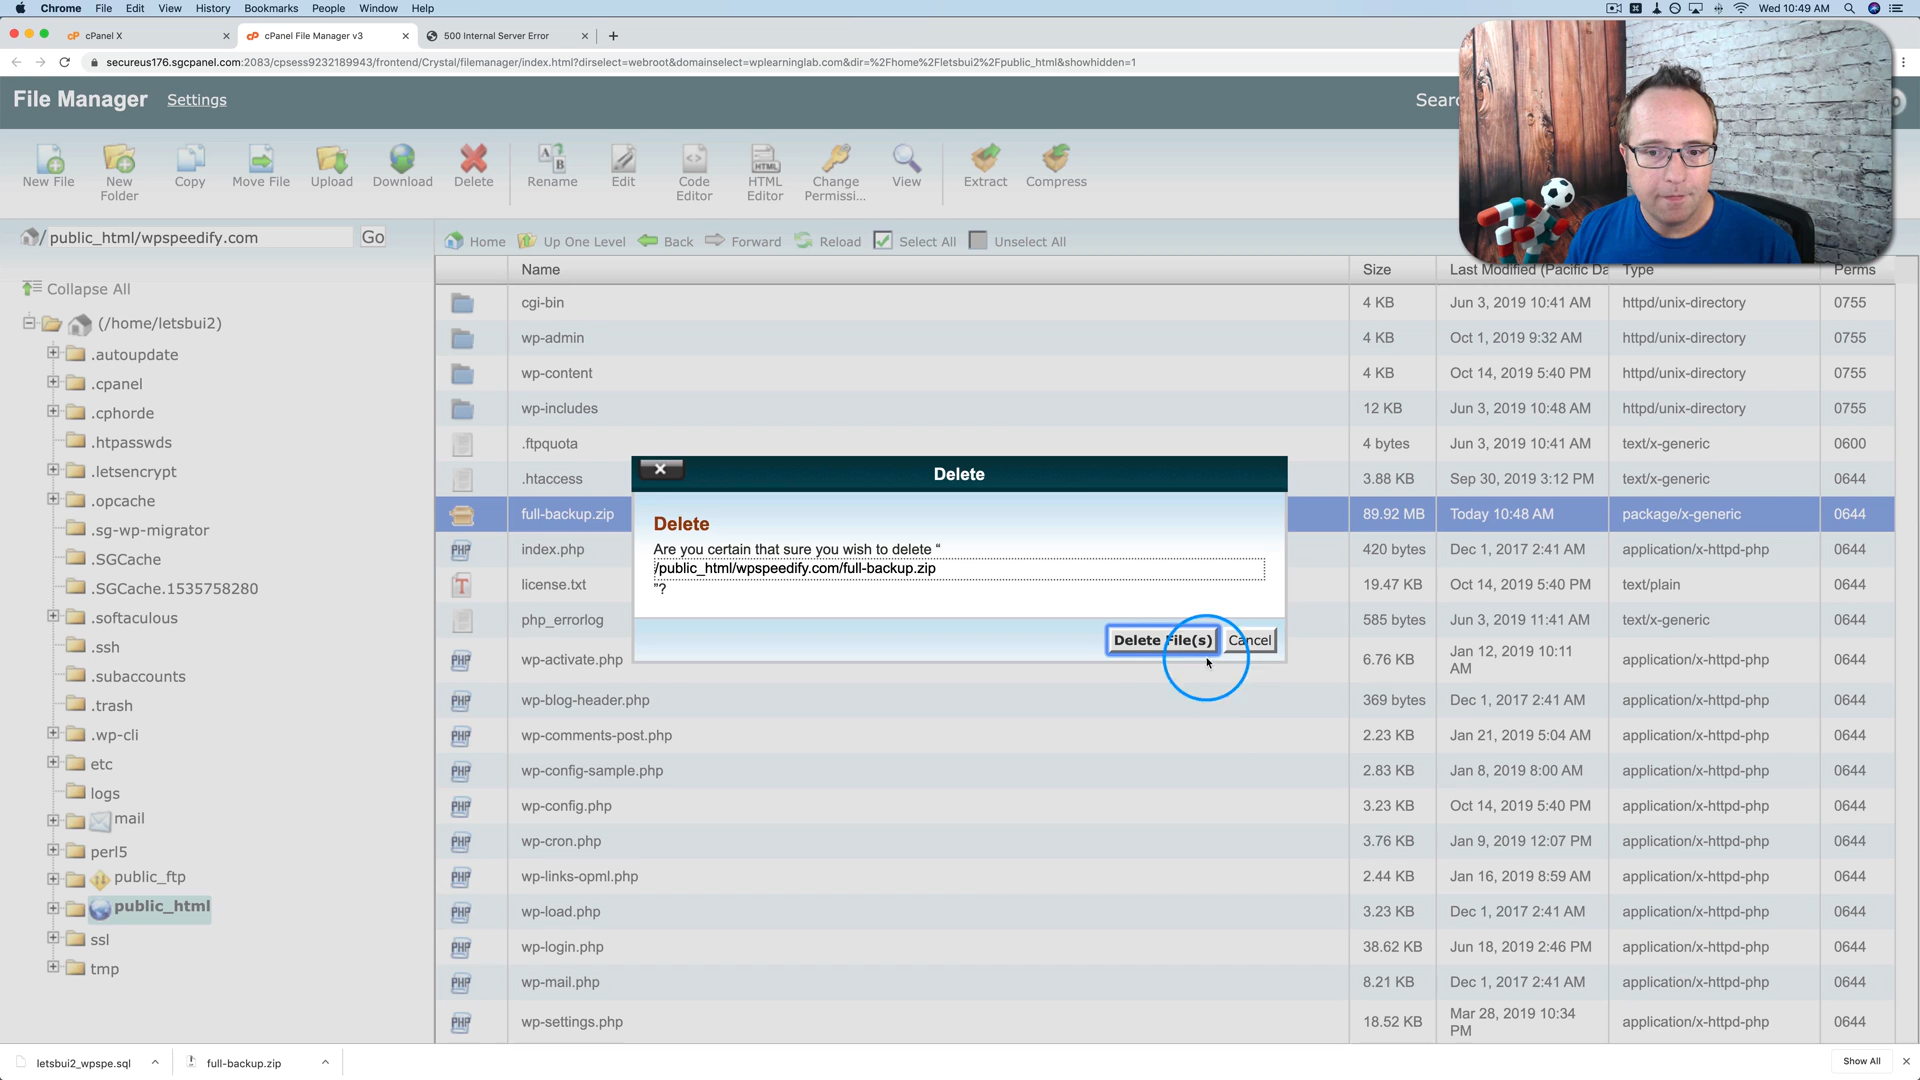 Chrome File Edit View History Bookmarks People Window Help Wed 10:49 AM
cPanel X cPanel File Manager v3 500 Internal Server Error
secureus176.sgcpanel.com:2083/cpsess9232189943/frontend/Crystal/filemanager/index.html?dirselect=webroot&domainselect=wplearninglab.com&dir=%2Fhome%2Fletsbui2%2Fpublic_html&showhidden=1
File Manager Settings
New File New Folder Copy Move File Upload Download Delete Rename Edit Code Editor HTML Editor Change Permissi... View Extract Compress
/ public_html/wpspeedify.com Go
Home Up One Level Back Forward Reload Select All Unselect All
Collapse All
(/home/letsbui2)
.autoupdate
.cpanel
.cphorde
.htpasswds
.letsencrypt
.opcache
.sg-wp-migrator
.SGCache
.SGCache.1535758280
.softaculous
.ssh
.subaccounts
.trash
.wp-cli
etc
logs
mail
perl5
public_ftp
public_html
ssl
tmp
Name Size Last Modified (Pacific Da Type Perms
cgi-bin 4 KB Jun 3, 2019 10:41 AM httpd/unix-directory 0755
wp-admin 4 KB Oct 1, 2019 9:32 AM httpd/unix-directory 0755
wp-content 4 KB Oct 14, 2019 5:40 PM httpd/unix-directory 0755
wp-includes 12 KB Jun 3, 2019 10:48 AM httpd/unix-directory 0755
.ftpquota 4 bytes Jun 3, 2019 10:41 AM text/x-generic 0600
.htaccess 3.88 KB Sep 30, 2019 3:12 PM text/x-generic 0644
full-backup.zip 89.92 MB Today 10:48 AM package/x-generic 0644
index.php 420 bytes Dec 1, 2017 2:41 AM application/x-httpd-php 0644
license.txt 19.47 KB Oct 14, 2019 5:40 PM text/plain 0644
php_errorlog 585 bytes Jun 3, 2019 11:41 AM text/x-generic 0644
wp-activate.php 6.76 KB Jan 12, 2019 10:11 AM application/x-httpd-php 0644
wp-blog-header.php 369 bytes Dec 1, 2017 2:41 AM application/x-httpd-php 0644
wp-comments-post.php 2.23 KB Jan 21, 2019 5:04 AM application/x-httpd-php 0644
wp-config-sample.php 2.83 KB Jan 8, 2019 8:00 AM application/x-httpd-php 0644
wp-config.php 3.23 KB Oct 14, 2019 5:40 PM application/x-httpd-php 0644
wp-cron.php 3.76 KB Jan 9, 2019 12:07 PM application/x-httpd-php 0644
wp-links-opml.php 2.44 KB Jan 16, 2019 8:59 AM application/x-httpd-php 0644
wp-load.php 3.23 KB Dec 1, 2017 2:41 AM application/x-httpd-php 0644
wp-login.php 38.62 KB Jun 18, 2019 2:46 PM application/x-httpd-php 0644
wp-mail.php 8.21 KB Dec 1, 2017 2:41 AM application/x-httpd-php 0644
wp-settings.php 18.52 KB Mar 28, 2019 10:34 PM application/x-httpd-php 0644
Delete
Delete
Are you certain that sure you wish to delete “
/public_html/wpspeedify.com/full-backup.zip
”?
Delete File(s) Cancel
letsbui2_wpspe.sql full-backup.zip Show All